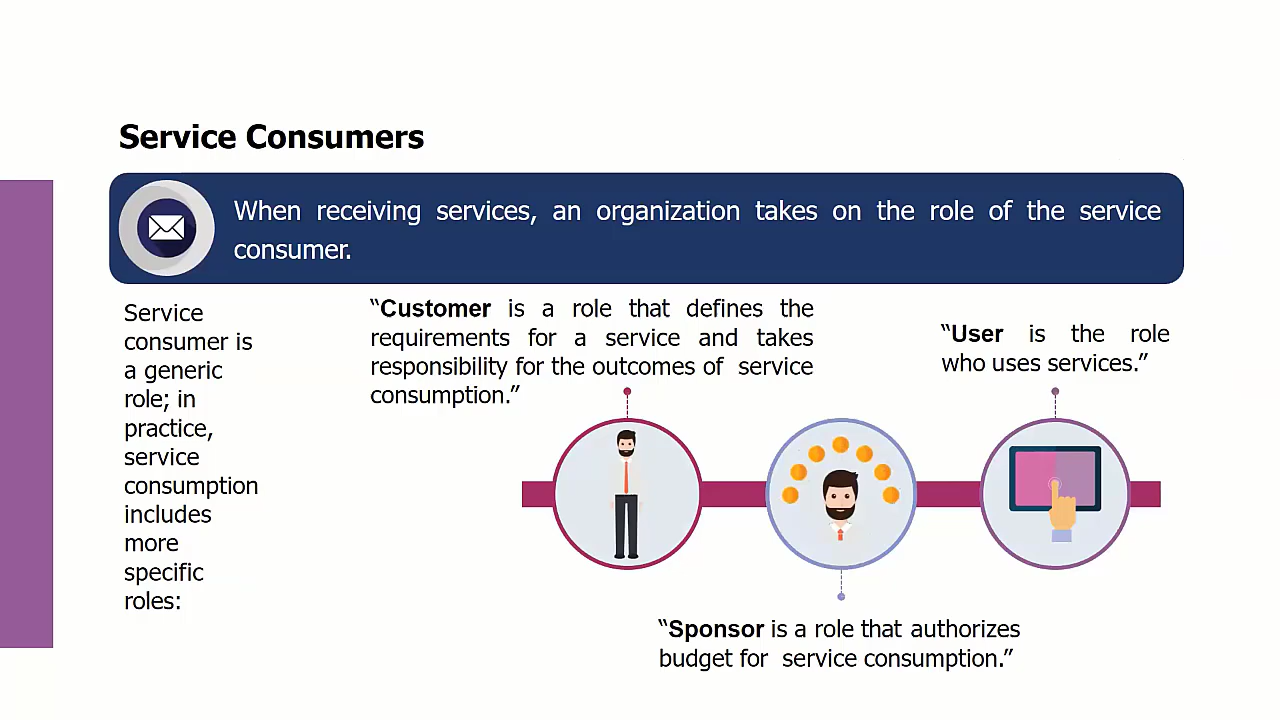 Service Consumers
When receiving services, an organization takes on the role of the service
consumer.
Service
consumer is
a generic
role; in
practice,
service
consumption
includes
more
specific
roles:
“Customer is a role that defines the
requirements for a service and takes
responsibility for the outcomes of service
consumption.”
“User is the role
who uses services.”
“Sponsor is a role that authorizes
budget for service consumption.”